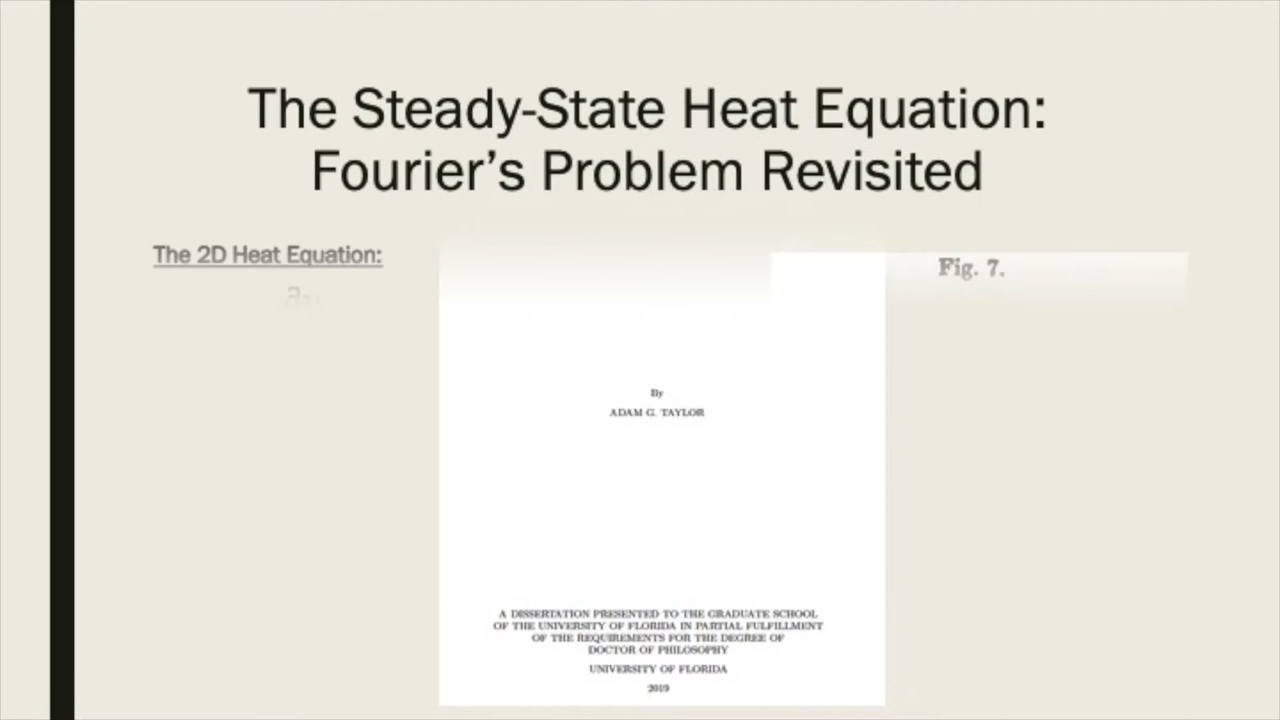 The Steady-State Heat Equation:
Fourier's Problem Revisited
The 2D Heat Equation:
Fig. 7.
By
ADAM G. TAYLOR
A DISSERTATION PRESENTED TO THE GRADUATE SCHOOL
OF THE UNIVERSITY OF FLORIDA IN PARTIAL FULFILLMENT
OF THE REQUIREMENTS FOR THE DEGREE OF
DOCTOR OF PHILOSOPHY
UNIVERSITY OF FLORIDA
2019